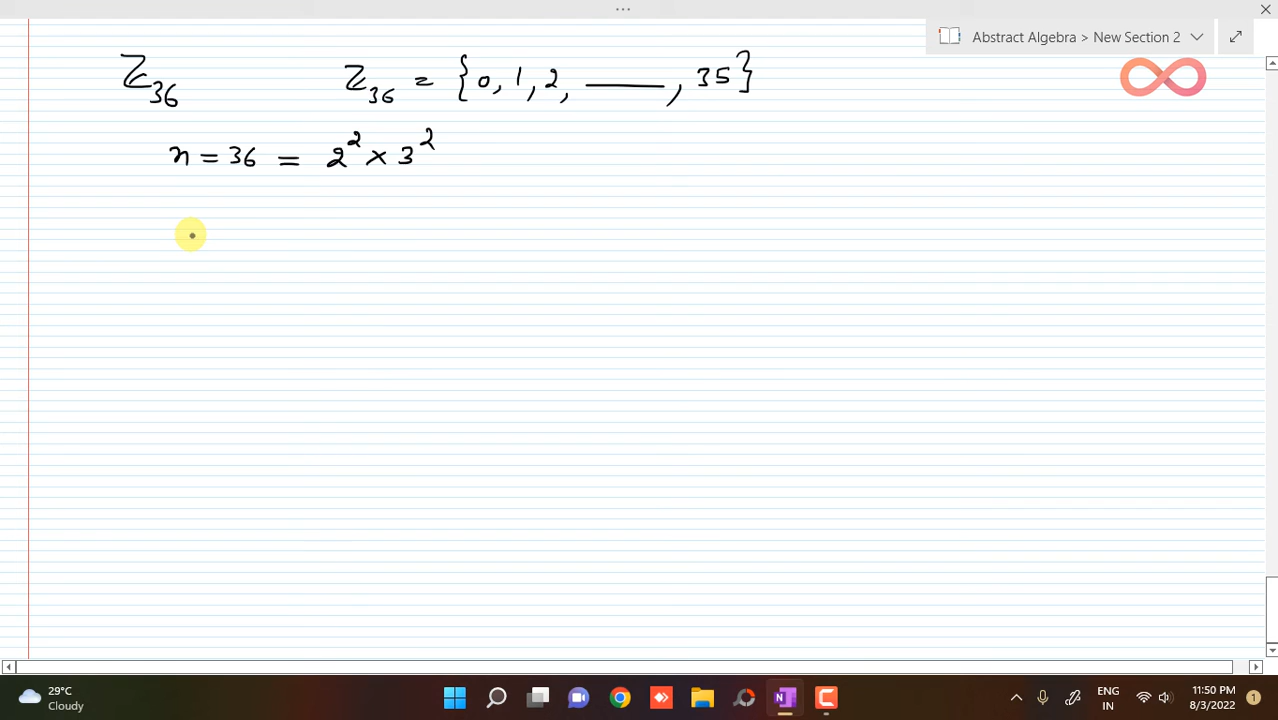 Abstract Algebra > New Section 2
ℤ₃₆ ℤ₃₆ = {0, 1, 2, ———, 35}
n = 36 = 2² × 3²
29°C
Cloudy
ENG
IN
11:50 PM
8/3/2022
1